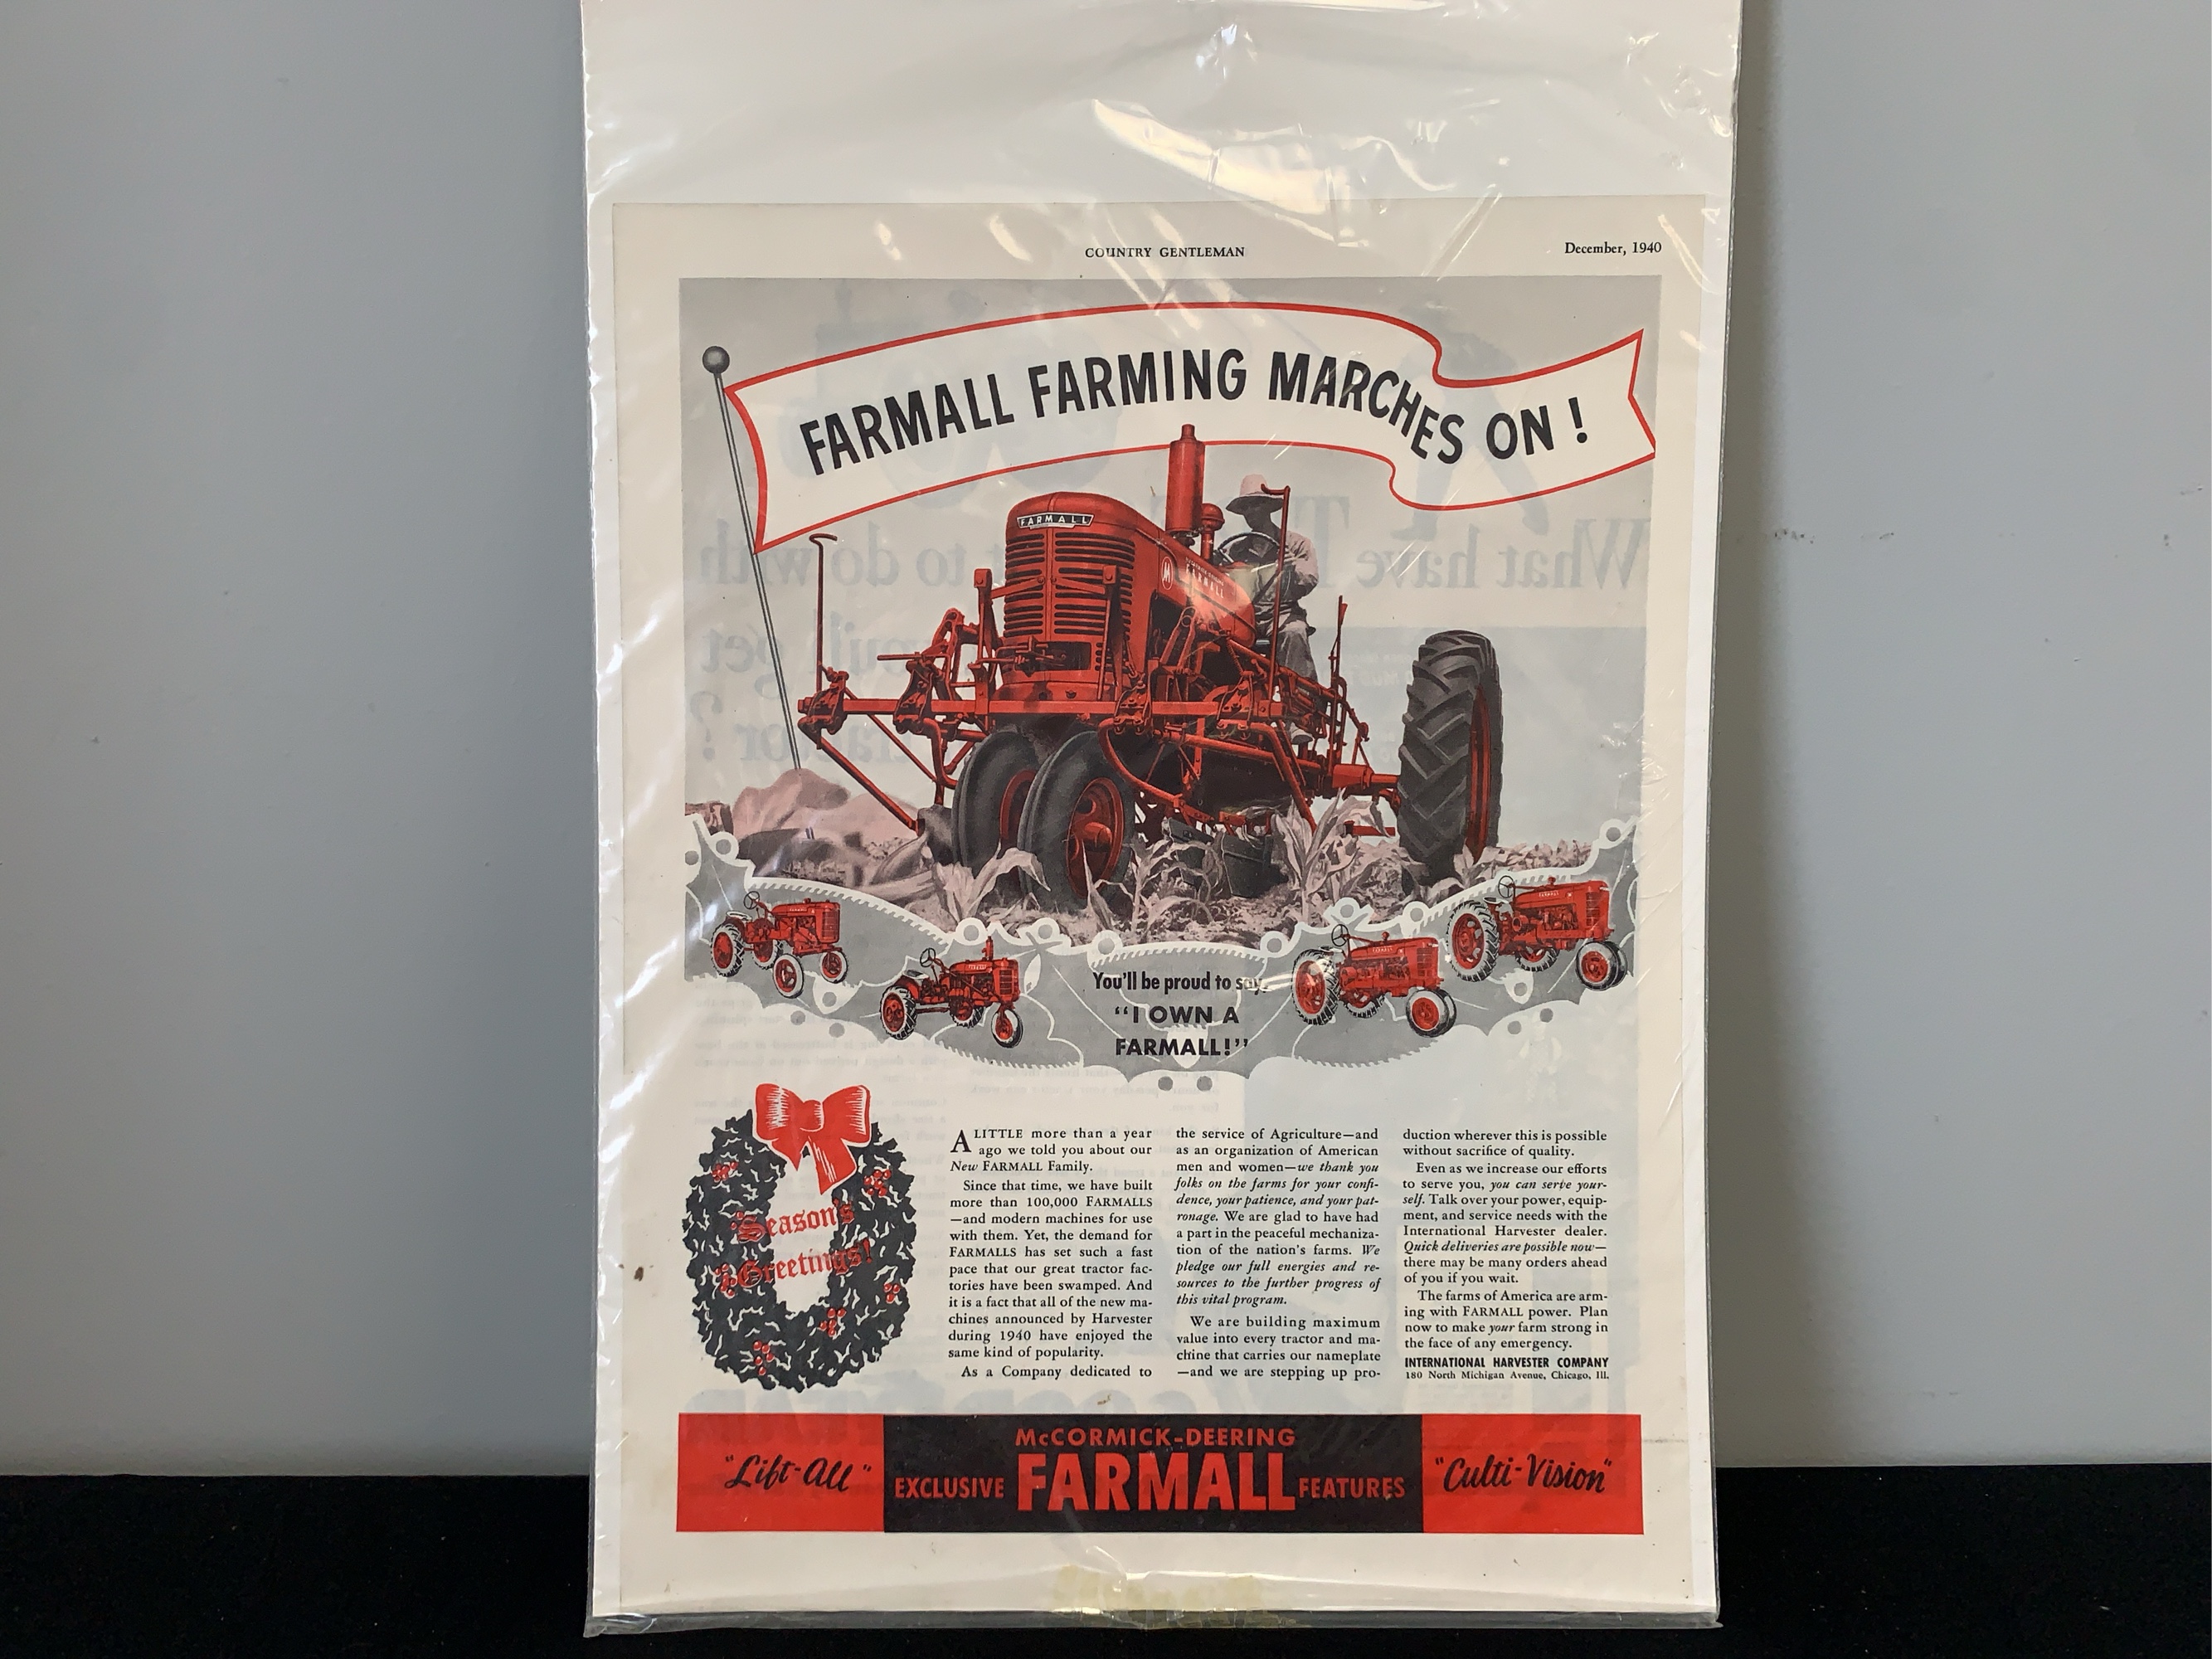 COUNTRY GENTLEMAN
December, 1940
FARMALL FARMING MARCHES ON !
FARMALL
M
FARMALL
You'll be proud to say,
"I OWN A
FARMALL!"
Season's
Greetings!
A LITTLE more than a year
ago we told you about our
New FARMALL Family.
Since that time, we have built
more than 100,000 FARMALLS
—and modern machines for use
with them. Yet, the demand for
FARMALLS has set such a fast
pace that our great tractor fac-
tories have been swamped. And
it is a fact that all of the new ma-
chines announced by Harvester
during 1940 have enjoyed the
same kind of popularity.
As a Company dedicated to
the service of Agriculture—and
as an organization of American
men and women—we thank you
folks on the farms for your confi-
dence, your patience, and your pat-
ronage. We are glad to have had
a part in the peaceful mechaniza-
tion of the nation's farms. We
pledge our full energies and re-
sources to the further progress of
this vital program.
We are building maximum
value into every tractor and ma-
chine that carries our nameplate
—and we are stepping up pro-
duction wherever this is possible
without sacrifice of quality.
Even as we increase our efforts
to serve you, you can serve your-
self. Talk over your power, equip-
ment, and service needs with the
International Harvester dealer.
Quick deliveries are possible now—
there may be many orders ahead
of you if you wait.
The farms of America are arm-
ing with FARMALL power. Plan
now to make your farm strong in
the face of any emergency.
INTERNATIONAL HARVESTER COMPANY
180 North Michigan Avenue, Chicago, Ill.
"Lift-All"
McCORMICK-DEERING
EXCLUSIVE FARMALL FEATURES
"Culti-Vision"